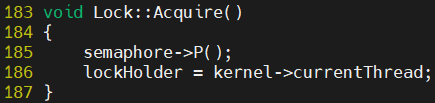 183 void Lock::Acquire()
184 {
185     semaphore->P();
186     lockHolder = kernel->currentThread;
187 }